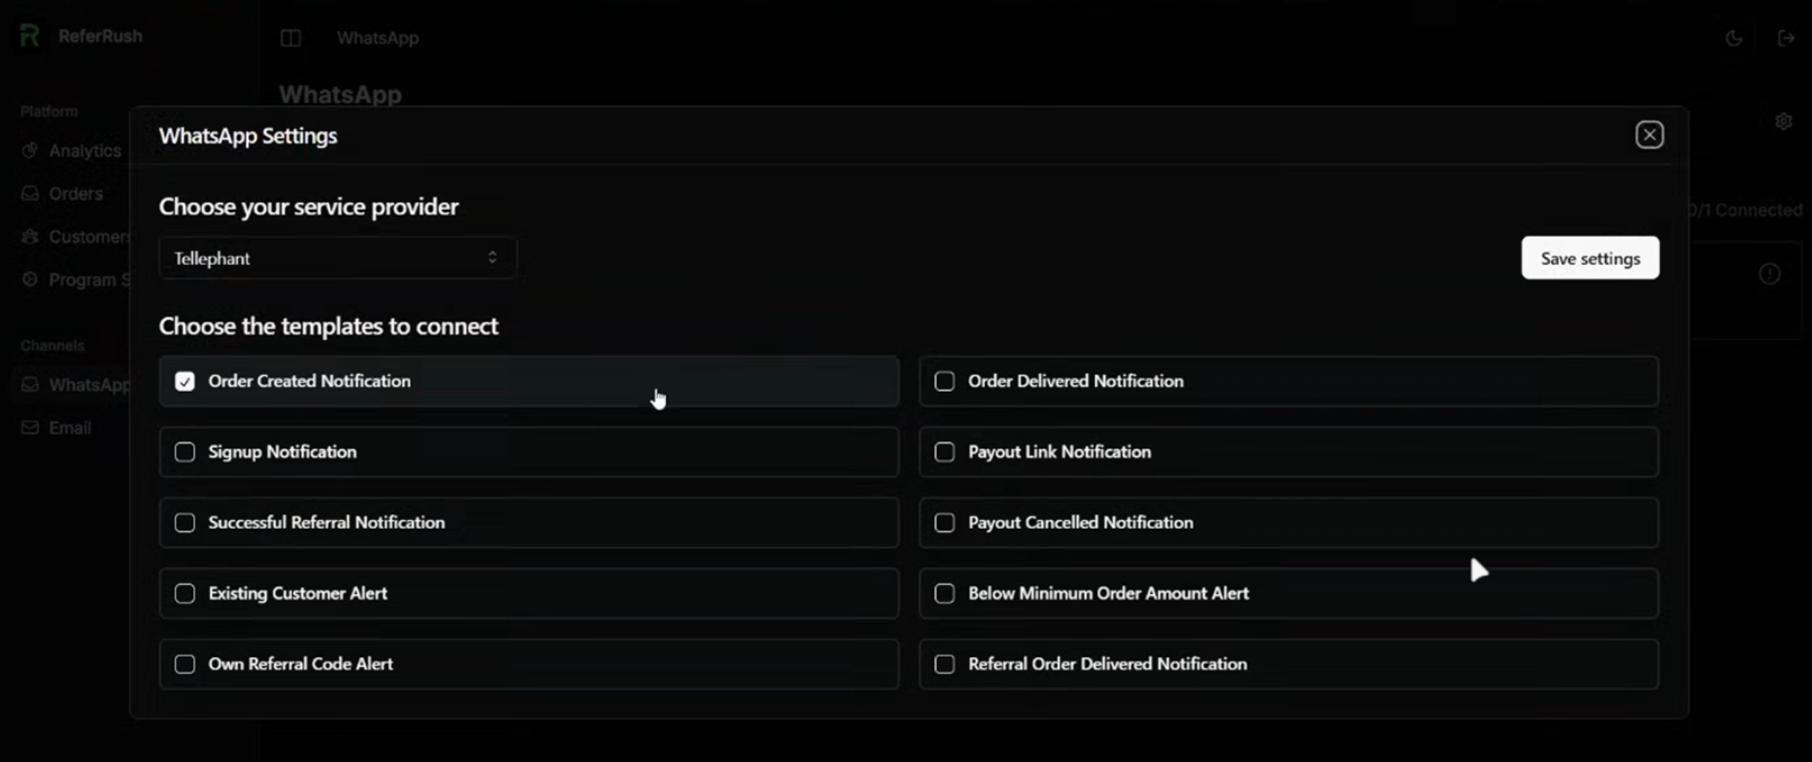 ReferRush
WhatsApp
WhatsApp
Platform
Analytics
Orders
Customers
Program S
Channels
WhatsApp
Email
0/1 Connected
WhatsApp Settings
Choose your service provider
Tellephant
Save settings
Choose the templates to connect
Order Created Notification
Order Delivered Notification
Signup Notification
Payout Link Notification
Successful Referral Notification
Payout Cancelled Notification
Existing Customer Alert
Below Minimum Order Amount Alert
Own Referral Code Alert
Referral Order Delivered Notification